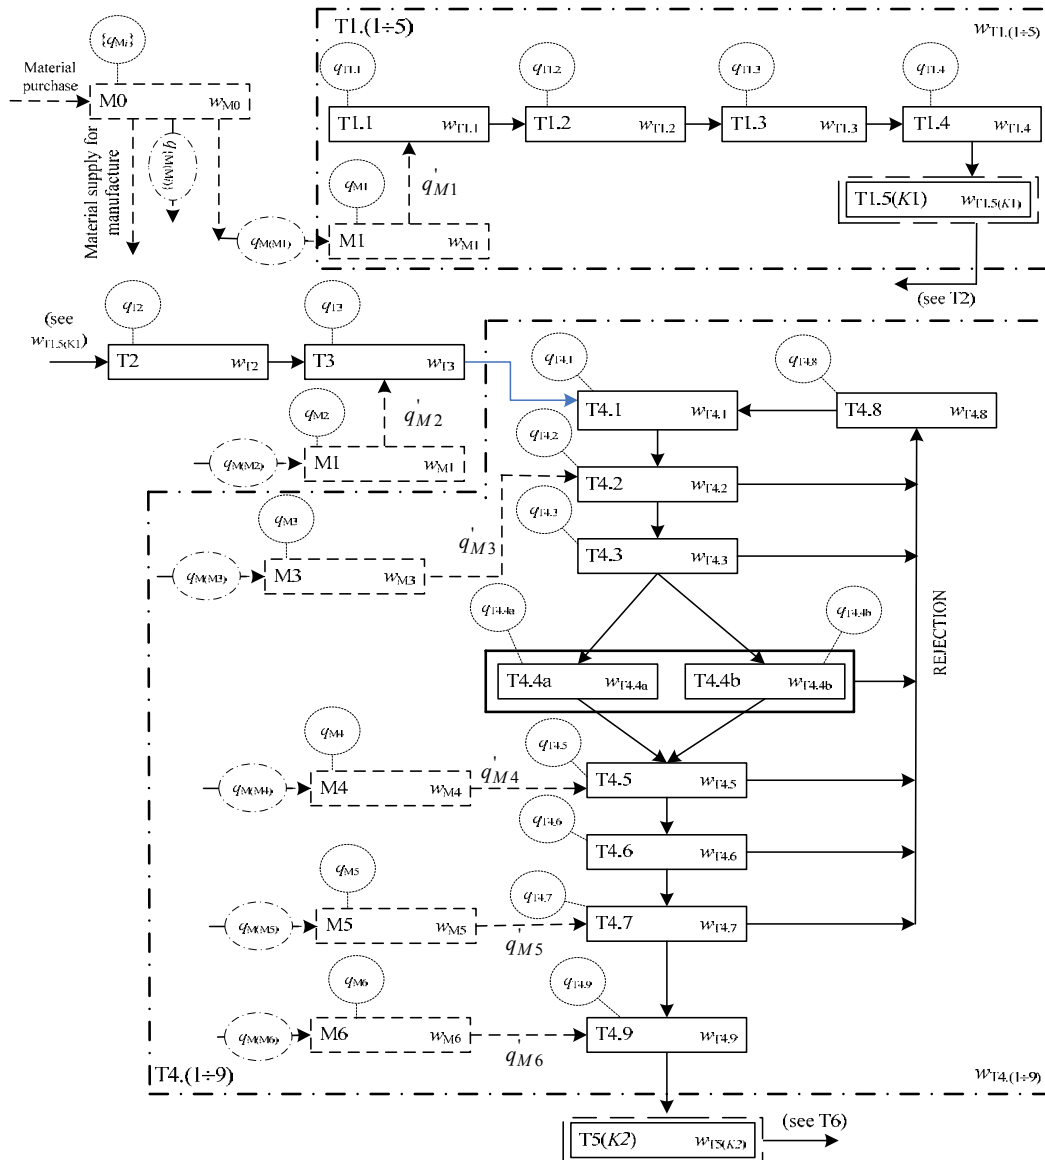 {qMi}
Material
purchase
M0 wM0
Material supply for
manufacture
q(M(Mi))
qM(M1)
T1.(1÷5) wT1.(1÷5)
qT1.1 qT1.2 qT1.3 qT1.4
T1.1 wT1.1
T1.2 wT1.2
T1.3 wT1.3
T1.4 wT1.4
qM1
q'M1
M1 wM1
T1.5(K1) wT1.5(K1)
(see T2)
(see
wT1.5(K1)
)
qT2
T2 wT2
qT3
T3 wT3
qM2
q'M2
qM(M2)
M1 wM1
qT4.1
T4.1 wT4.1
qT4.8
T4.8 wT4.8
qT4.2
T4.2 wT4.2
qM3
q'M3
qM(M3)
M3 wM3
qT4.3
T4.3 wT4.3
REJECTION
qT4.4a
qT4.4b
T4.4a wT4.4a
T4.4b wT4.4b
qM4
q'M4
qM(M4)
M4 wM4
qT4.5
T4.5 wT4.5
qT4.6
T4.6 wT4.6
qM5
q'M5
qM(M5)
M5 wM5
qT4.7
T4.7 wT4.7
qM6
q'M6
qM(M6)
M6 wM6
qT4.9
T4.9 wT4.9
T4.(1÷9) wT4.(1÷9)
T5(K2) wT5(K2)
(see T6)